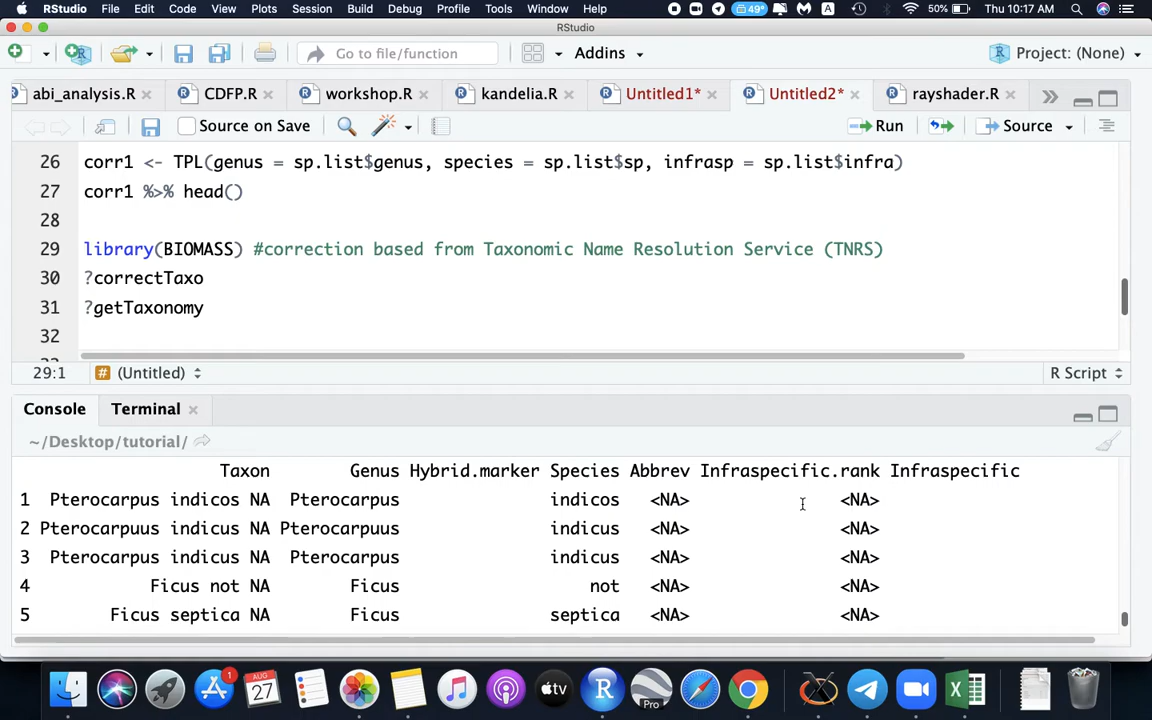 RStudio File Edit Code View Plots Session Build Debug Profile Tools Window Help 49° A 50% Thu 10:17 AM
RStudio
Go to file/function Addins Project: (None)
abi_analysis.R CDFP.R workshop.R kandelia.R Untitled1* Untitled2* rayshader.R
Source on Save Run Source
26 corr1 <- TPL(genus = sp.list$genus, species = sp.list$sp, infrasp = sp.list$infra)
27 corr1 %>% head()
28
29 library(BIOMASS) #correction based from Taxonomic Name Resolution Service (TNRS)
30 ?correctTaxo
31 ?getTaxonomy
32
29:1 # (Untitled) R Script
Console Terminal
~/Desktop/tutorial/
Taxon Genus Hybrid.marker Species Abbrev Infraspecific.rank Infraspecific
1 Pterocarpus indicos NA Pterocarpus indicos <NA> <NA>
2 Pterocarpuus indicus NA Pterocarpuus indicus <NA> <NA>
3 Pterocarpus indicus NA Pterocarpus indicus <NA> <NA>
4 Ficus not NA Ficus not <NA> <NA>
5 Ficus septica NA Ficus septica <NA> <NA>
1 AUG 27 tv R Pro X